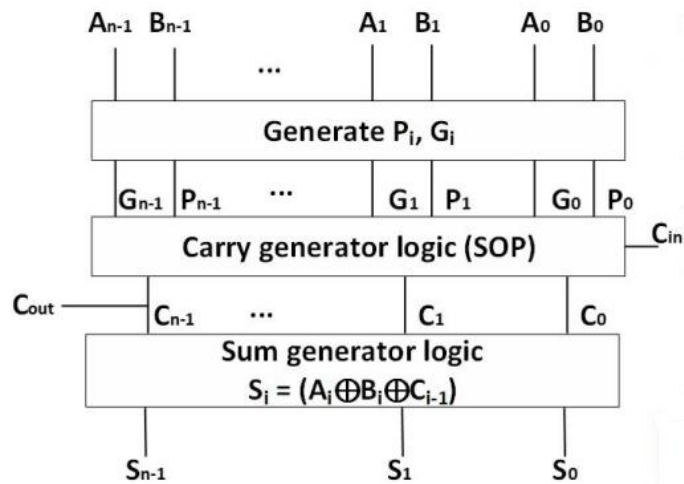 Aₙ₋₁ Bₙ₋₁ ... A₁ B₁ A₀ B₀
Generate Pᵢ, Gᵢ
Gₙ₋₁ Pₙ₋₁ ... G₁ P₁ G₀ P₀
Carry generator logic (SOP)
Cᵢₙ
Cₒᵤₜ
Cₙ₋₁ ... C₁ C₀
Sum generator logic
Sᵢ = (Aᵢ⊕Bᵢ⊕Cᵢ₋₁)
Sₙ₋₁ S₁ S₀